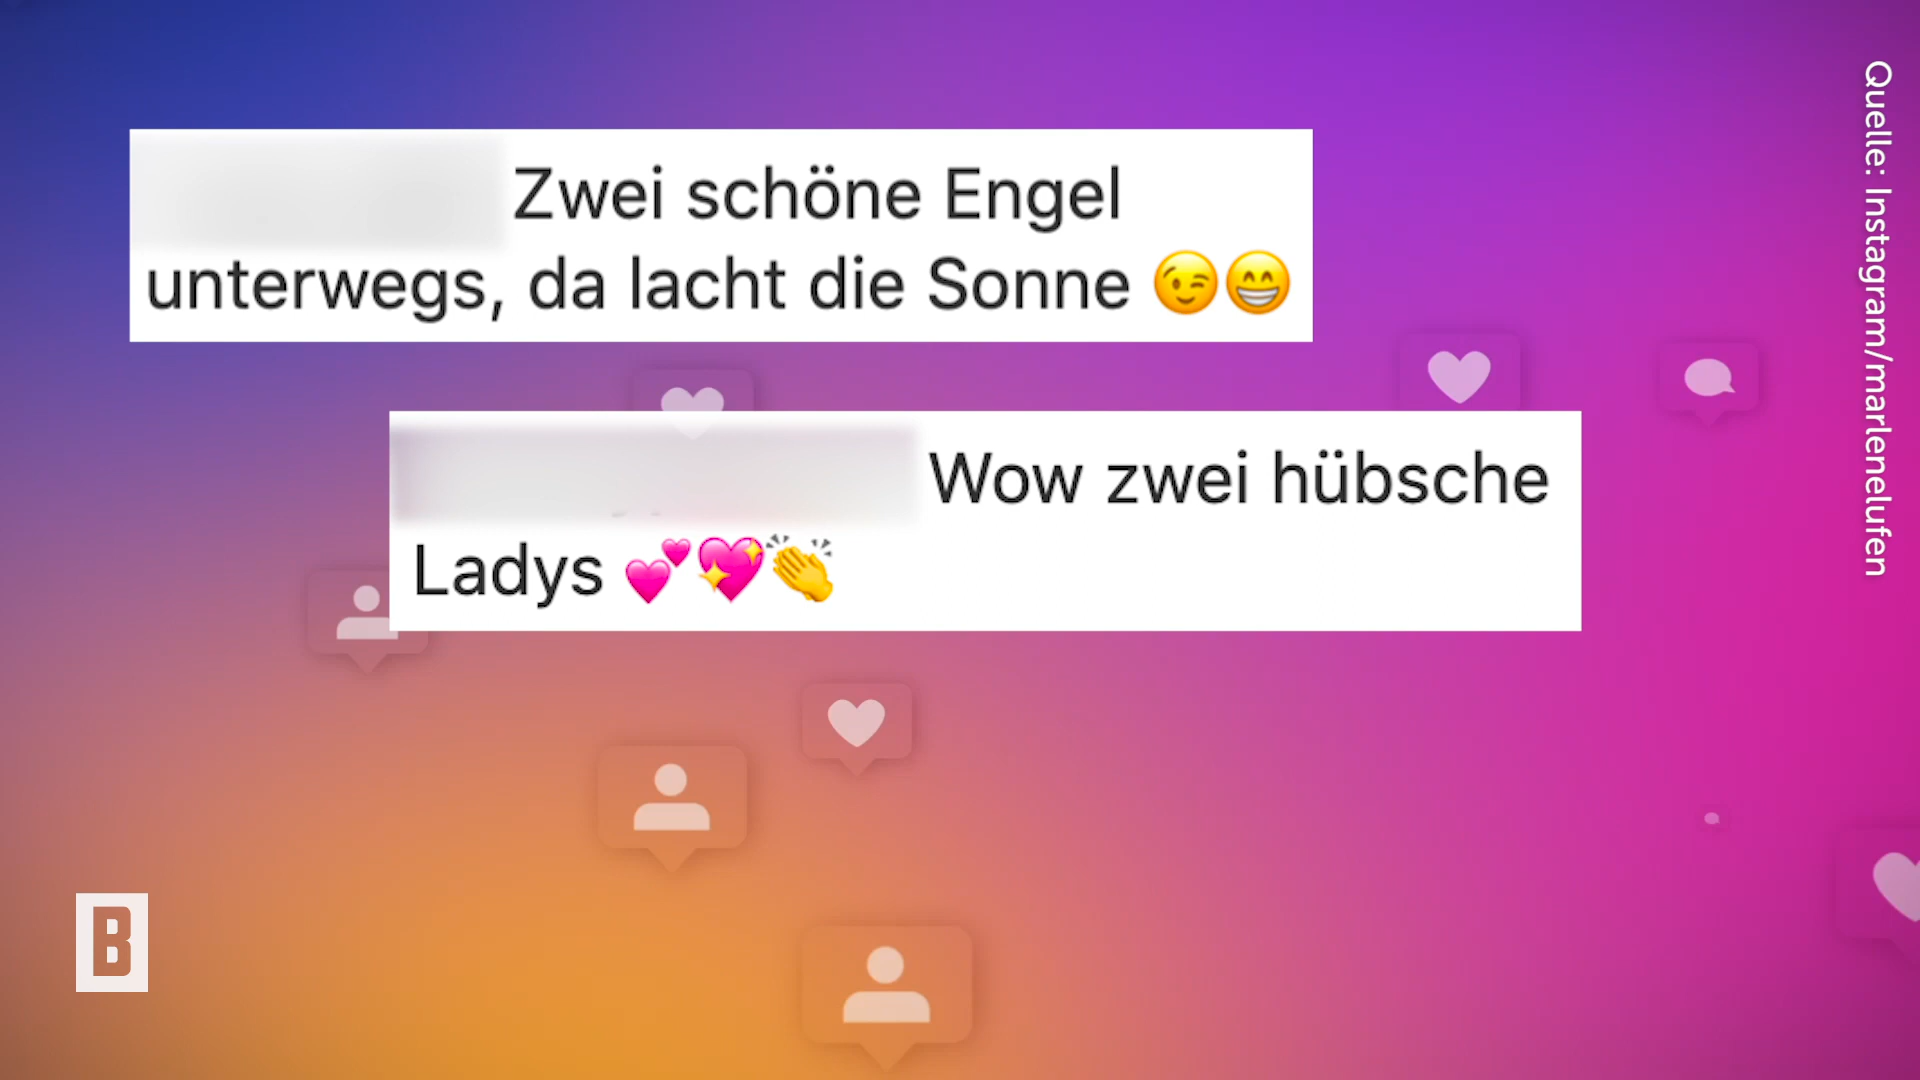 Zwei schöne Engel
unterwegs, da lacht die Sonne 😉😁
Wow zwei hübsche
Ladys 💕💖👏
Quelle: Instagram/marlenelufen
B